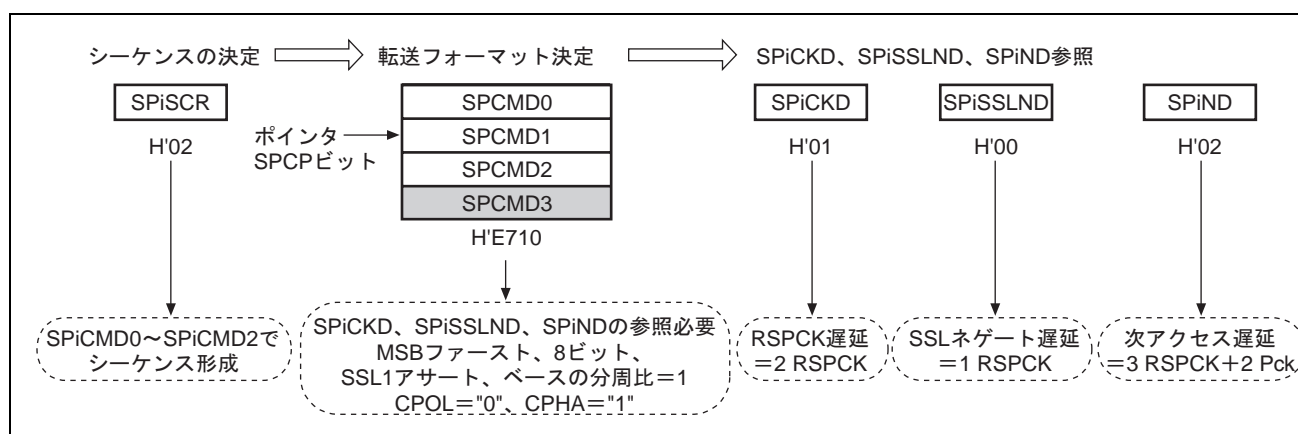 シーケンスの決定
転送フォーマット決定
SPiCKD、SPiSSLND、SPiND参照
SPiSCR
H'02
ポインタ
SPCPビット
SPCMD0
SPCMD1
SPCMD2
SPCMD3
H'E710
SPiCKD
H'01
SPiSSLND
H'00
SPiND
H'02
SPiCMD0～SPiCMD2で
シーケンス形成
SPiCKD、SPiSSLND、SPiNDの参照必要
MSBファースト、8ビット、
SSL1アサート、ベースの分周比＝1
CPOL＝"0"、CPHA＝"1"
RSPCK遅延
＝2 RSPCK
SSLネゲート遅延
＝1 RSPCK
次アクセス遅延
＝3 RSPCK＋2 Pck